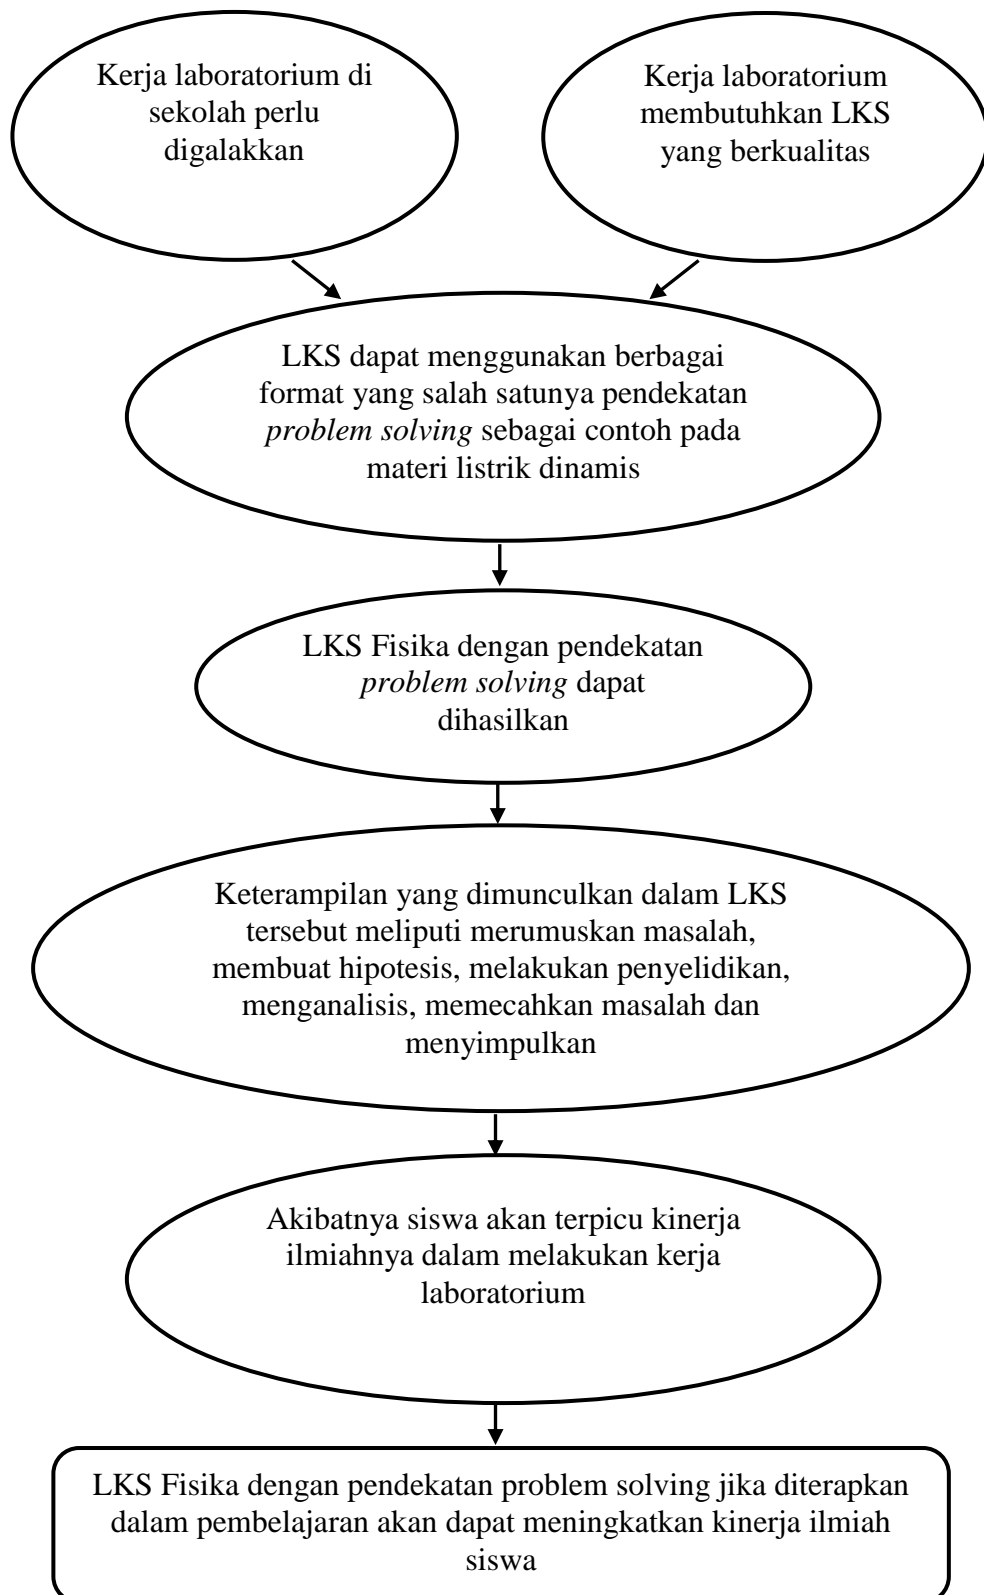 Kerja laboratorium di
sekolah perlu
digalakkan
Kerja laboratorium
membutuhkan LKS
yang berkualitas
LKS dapat menggunakan berbagai
format yang salah satunya pendekatan
problem solving sebagai contoh pada
materi listrik dinamis
LKS Fisika dengan pendekatan
problem solving dapat
dihasilkan
Keterampilan yang dimunculkan dalam LKS
tersebut meliputi merumuskan masalah,
membuat hipotesis, melakukan penyelidikan,
menganalisis, memecahkan masalah dan
menyimpulkan
Akibatnya siswa akan terpicu kinerja
ilmiahnya dalam melakukan kerja
laboratorium
LKS Fisika dengan pendekatan problem solving jika diterapkan
dalam pembelajaran akan dapat meningkatkan kinerja ilmiah
siswa